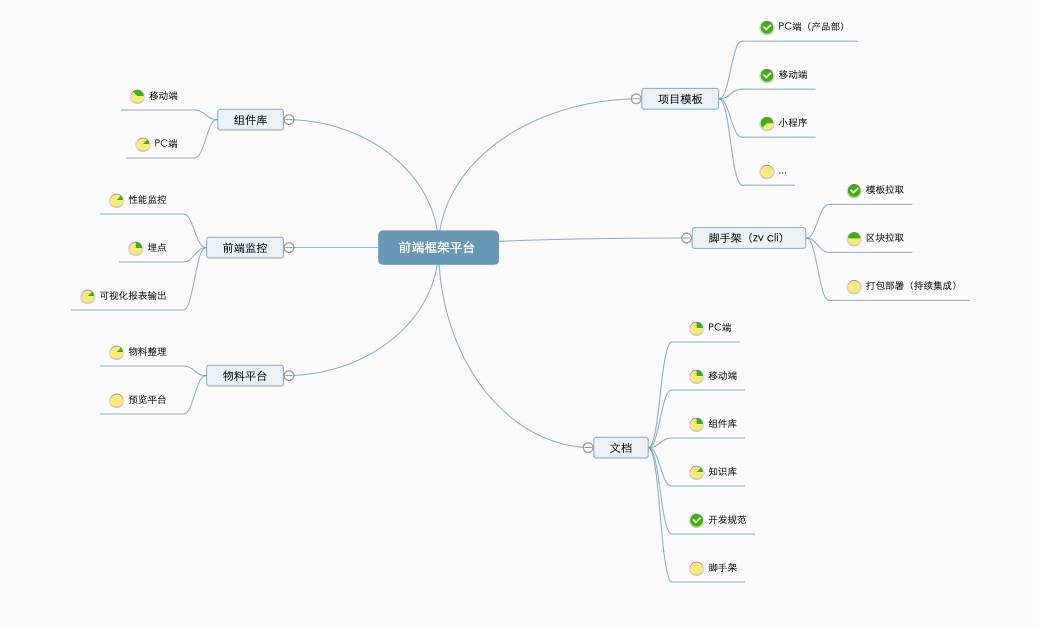 前端框架平台
项目模板
PC端（产品部）
移动端
小程序
...
脚手架（zv cli）
模板拉取
区块拉取
打包部署（持续集成）
文档
PC端
移动端
组件库
知识库
开发规范
脚手架
组件库
移动端
PC端
前端监控
性能监控
埋点
可视化报表输出
物料平台
物料整理
预览平台